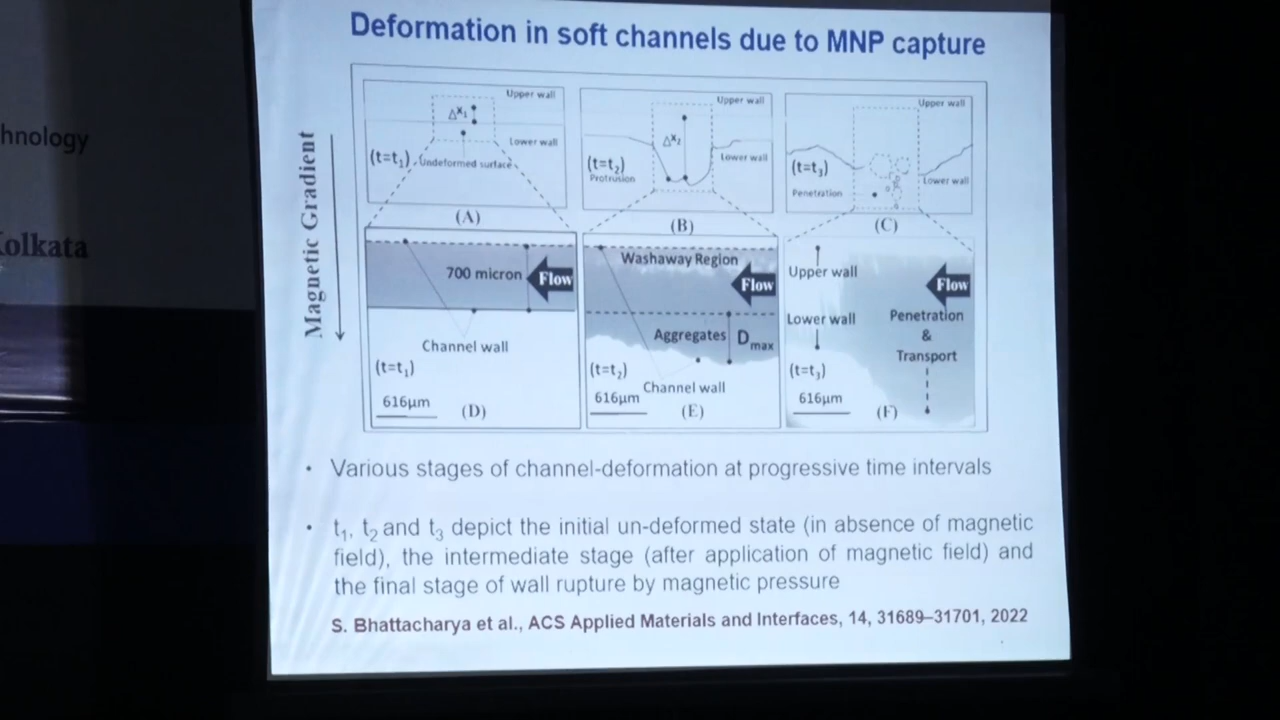 hnology
Kolkata
Deformation in soft channels due to MNP capture
Magnetic Gradient
Upper wall
Δx₁
Lower wall
(t=t₁)
Undeformed surface
(A)
Upper wall
Δx₂
(t=t₂)
Protrusion
Lower wall
(B)
Upper wall
(t=t₃)
Penetration
Lower wall
(C)
700 micron
Flow
Channel wall
(t=t₁)
616µm
(D)
Washaway Region
Flow
Aggregates
Dmax
(t=t₂)
Channel wall
616µm
(E)
Upper wall
Flow
Lower wall
Penetration
&
Transport
(t=t₃)
616µm
(F)
• Various stages of channel-deformation at progressive time intervals
• t₁, t₂ and t₃ depict the initial un-deformed state (in absence of magnetic
field), the intermediate stage (after application of magnetic field) and
the final stage of wall rupture by magnetic pressure
S. Bhattacharya et al., ACS Applied Materials and Interfaces, 14, 31689–31701, 2022